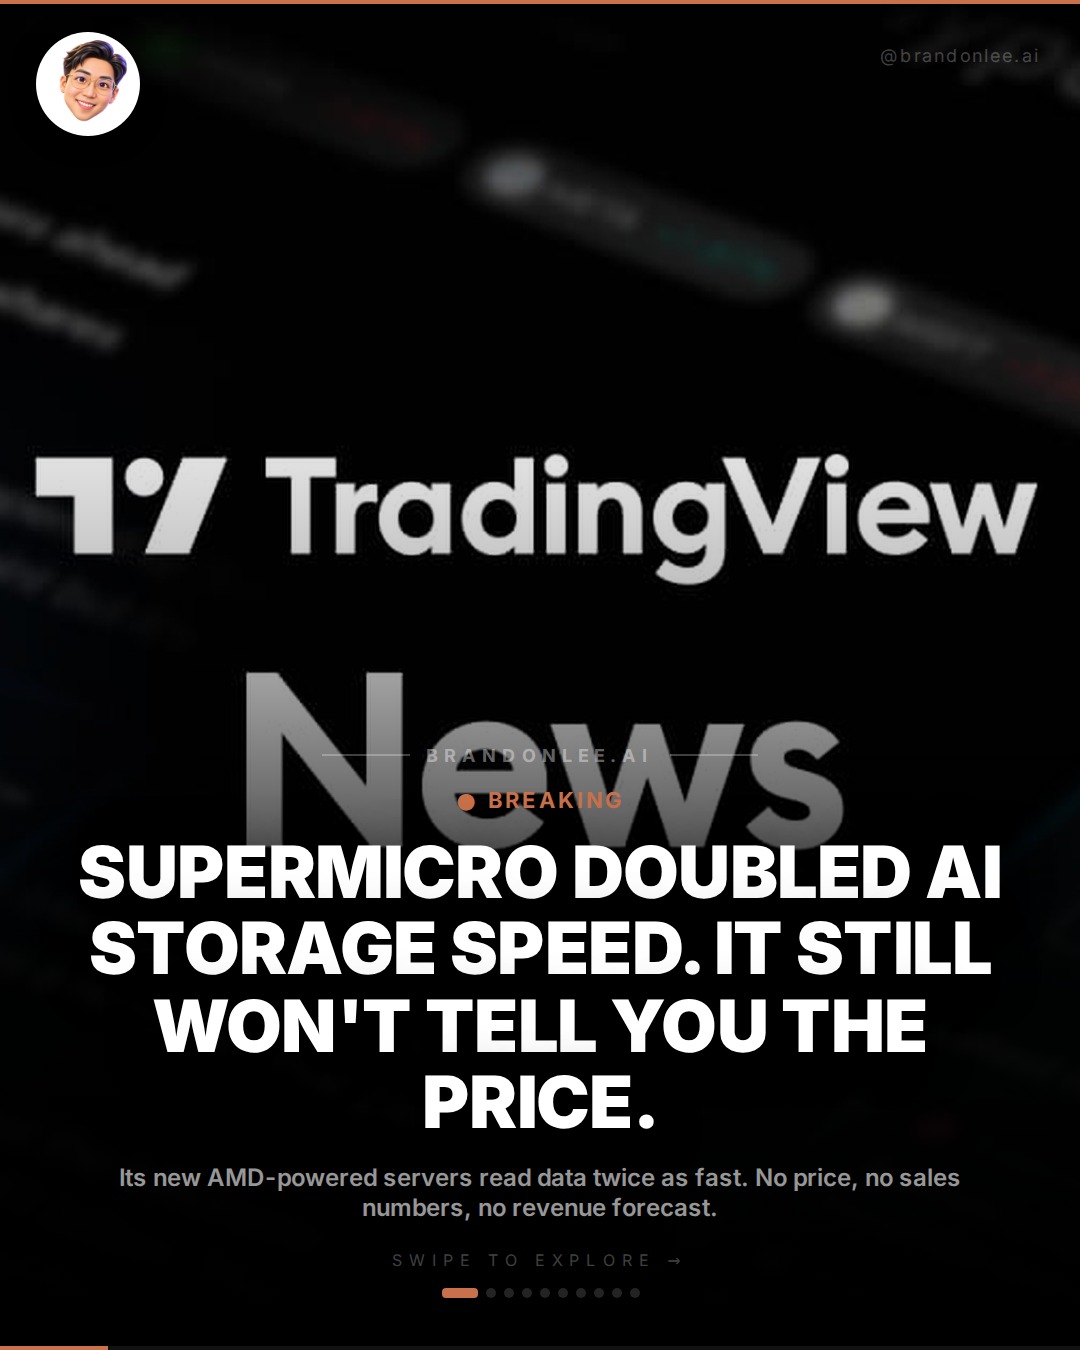 @brandonlee.ai
ahead
TradingView
News
BRANDONLEE.AI
BREAKING
SUPERMICRO DOUBLED AI
STORAGE SPEED. IT STILL
WON'T TELL YOU THE
PRICE.
Its new AMD-powered servers read data twice as fast. No price, no sales
numbers, no revenue forecast.
SWIPE TO EXPLORE →